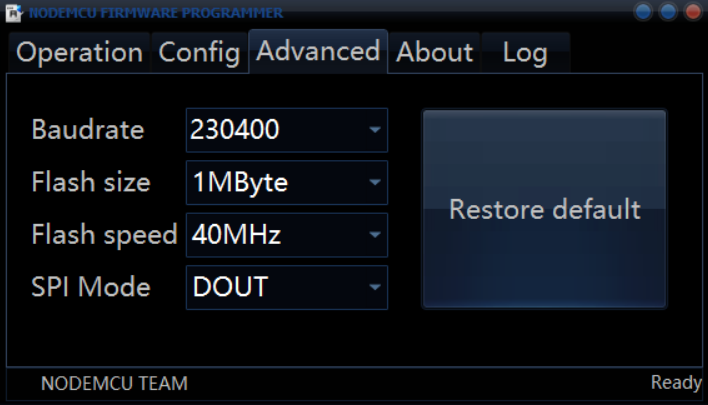 NODEMCU FIRMWARE PROGRAMMER
Operation Config Advanced About Log
Baudrate 230400
Flash size 1MByte
Flash speed 40MHz
SPI Mode DOUT
Restore default
NODEMCU TEAM Ready